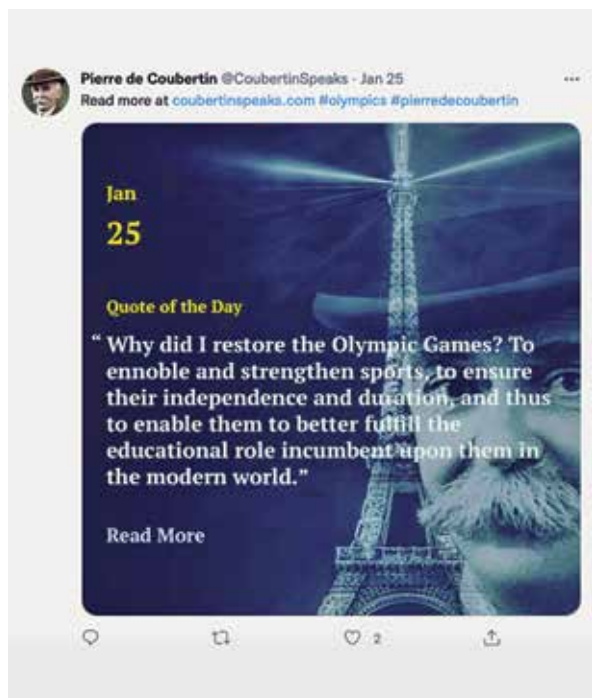 Pierre de Coubertin @CoubertinSpeaks · Jan 25
Read more at coubertinspeaks.com #olympics #pierredecoubertin
Jan
25
Quote of the Day
“Why did I restore the Olympic Games? To
ennoble and strengthen sports, to ensure
their independence and duration, and thus
to enable them to better fulfill the
educational role incumbent upon them in
the modern world.”
Read More
2